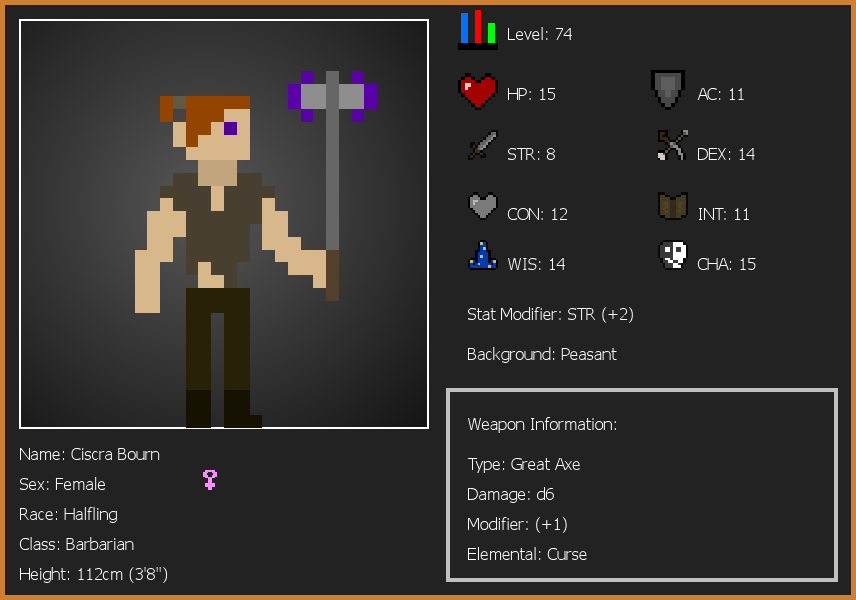 Level: 74
HP: 15
AC: 11
STR: 8
DEX: 14
CON: 12
INT: 11
WIS: 14
CHA: 15
Stat Modifier: STR (+2)
Background: Peasant
Weapon Information:
Type: Great Axe
Damage: d6
Modifier: (+1)
Elemental: Curse
Name: Ciscra Bourn
Sex: Female
Race: Halfling
Class: Barbarian
Height: 112cm (3'8")